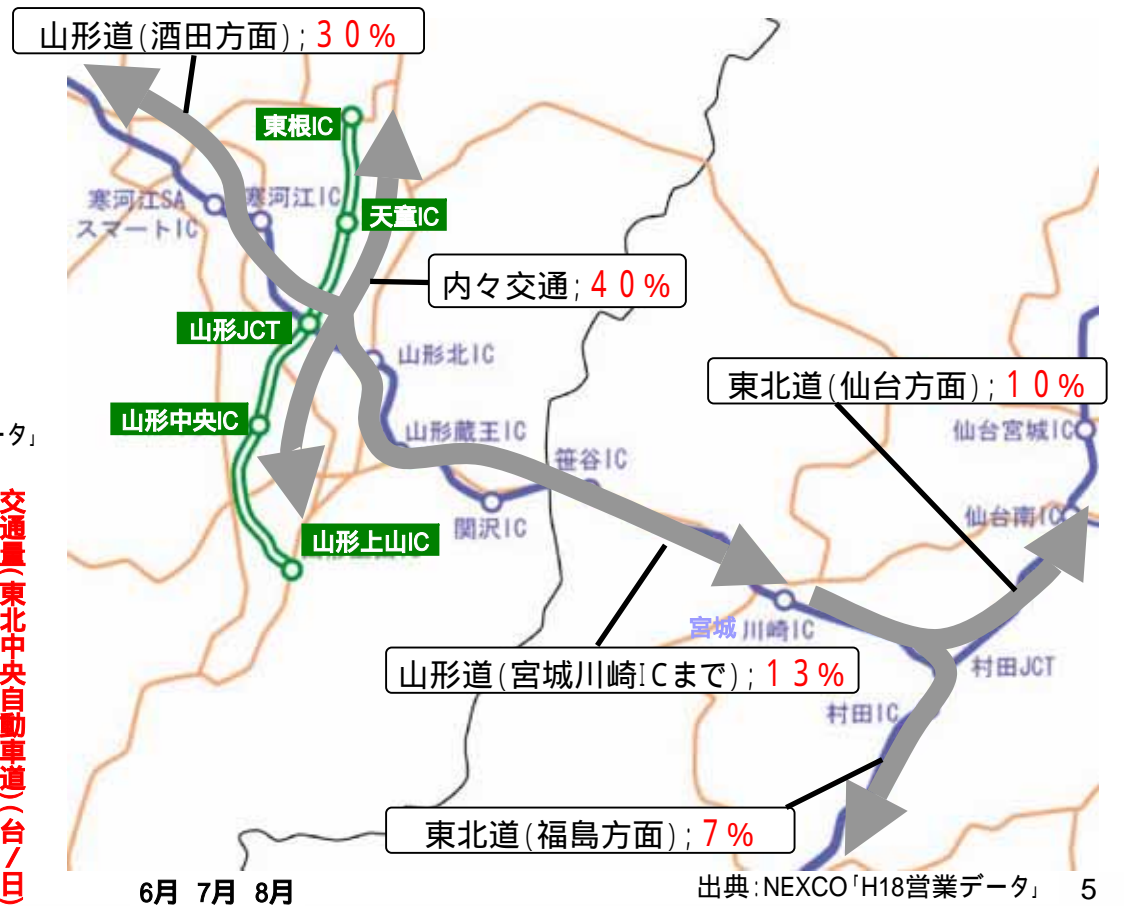 山形道(酒田方面);30%
東根IC
寒河江SA
スマートIC
寒河江IC
天童IC
内々交通;40%
山形JCT
山形北IC
東北道(仙台方面);10%
山形中央IC
山形蔵王IC
仙台宮城IC
ータ」
笹谷IC
関沢IC
仙台南IC
山形上山IC
交通量(東北中央自動車道)(台/日)
宮城川崎IC
山形道(宮城川崎ICまで);13%
村田JCT
村田IC
東北道(福島方面);7%
6月 7月 8月
出典:NEXCO「H18営業データ」 5